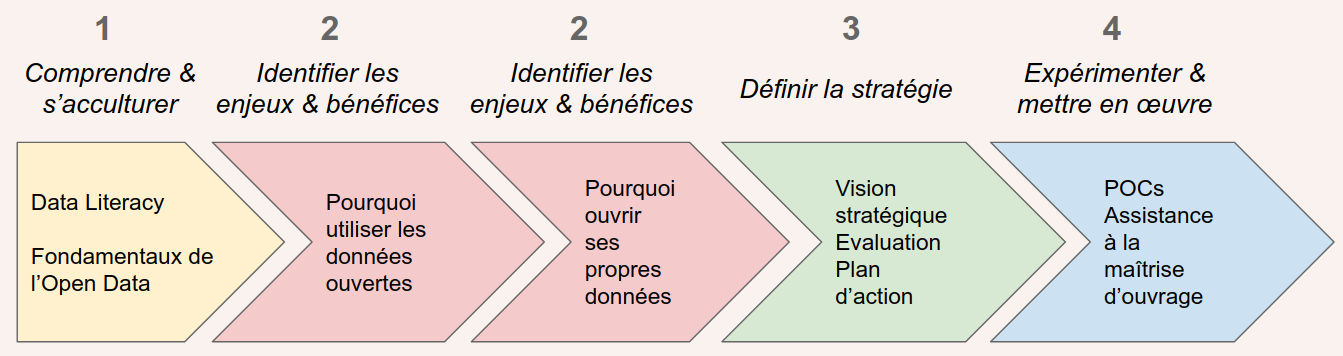 1
Comprendre &
s'acculturer
2
Identifier les
enjeux & bénéfices
2
Identifier les
enjeux & bénéfices
3
Définir la stratégie
4
Expérimenter &
mettre en œuvre
Data Literacy
Fondamentaux de
l'Open Data
Pourquoi
utiliser les
données
ouvertes
Pourquoi
ouvrir
ses
propres
données
Vision
stratégique
Evaluation
Plan
d'action
POCs
Assistance
à la
maîtrise
d'ouvrage